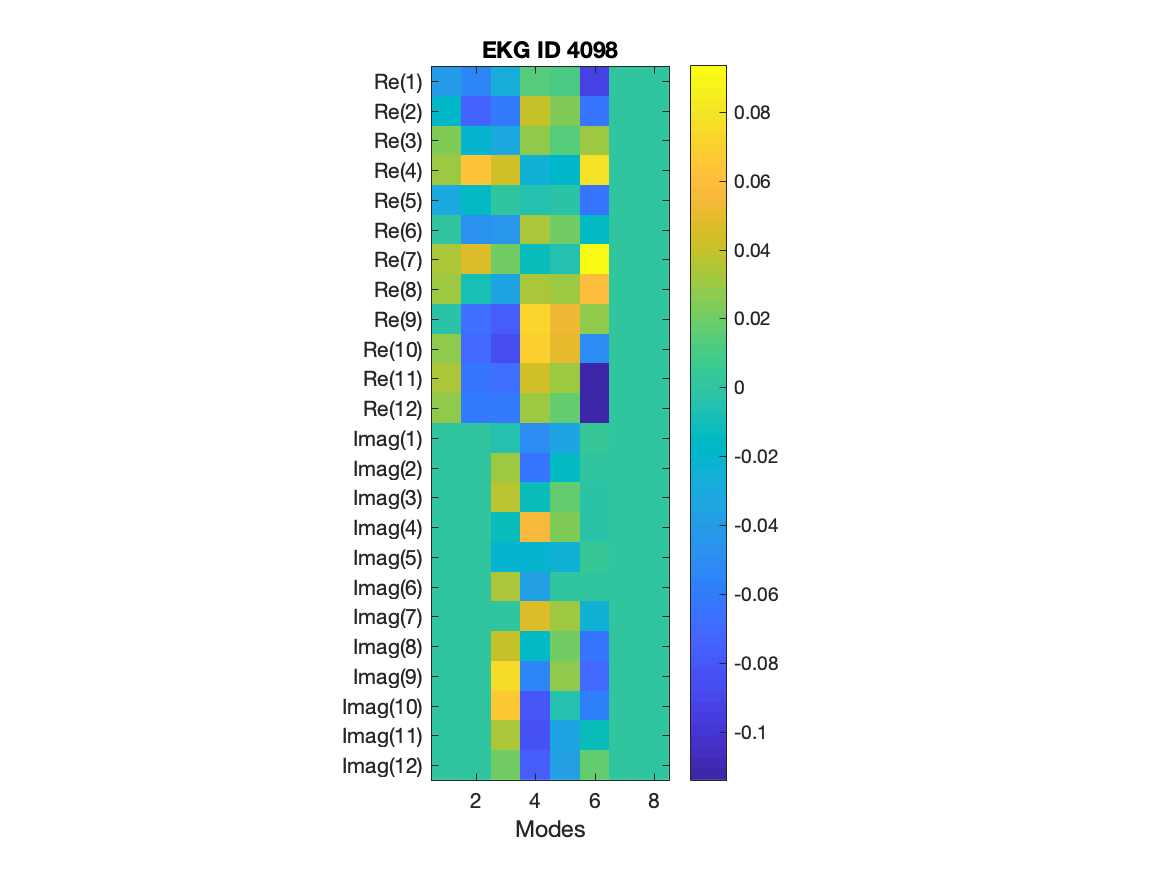 EKG ID 4098
Re(1)
Re(2)
Re(3)
Re(4)
Re(5)
Re(6)
Re(7)
Re(8)
Re(9)
Re(10)
Re(11)
Re(12)
Imag(1)
Imag(2)
Imag(3)
Imag(4)
Imag(5)
Imag(6)
Imag(7)
Imag(8)
Imag(9)
Imag(10)
Imag(11)
Imag(12)
2 4 6 8
Modes
0.08
0.06
0.04
0.02
0
-0.02
-0.04
-0.06
-0.08
-0.1